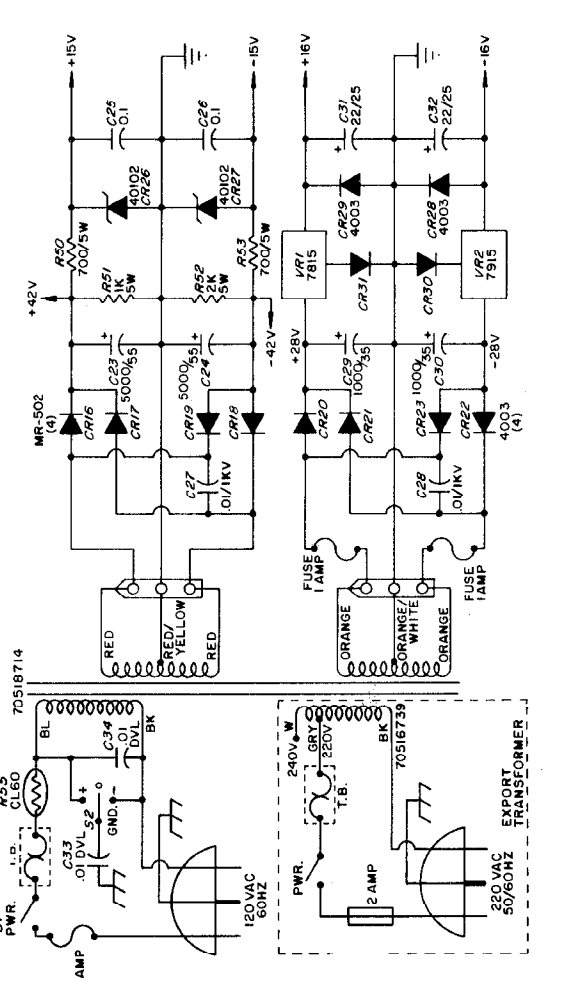 70518714
R55
CL60
T.B.
PWR.
AMP
120 VAC
60HZ
C33
.01 DVL
S2
+
-
GND.
C34
.01
DVL
BL
BK
RED
RED/
YELLOW
RED
MR-502
(4)
CR16
CR17
CR19
CR18
C27
.01/1KV
+
C23
5000/
55
+
C24
5000/
55
+42V
-42V
R50
700/5W
R51
1K
5W
R52
2K
5W
R53
700/5W
40102
CR26
40102
CR27
C25
0.1
C26
0.1
+15V
-15V
240V
W
GRY
220V
BK
70516739
T.B.
PWR.
2 AMP
220 VAC
50/60HZ
EXPORT
TRANSFORMER
ORANGE
ORANGE/
WHITE
ORANGE
FUSE
1 AMP
FUSE
1 AMP
CR20
CR21
CR23
CR22
4003
(4)
C28
.01/1KV
+28V
-28V
+
C29
1000/
35
+
1000/
35
C30
VR1
7815
VR2
7915
CR31
CR30
CR29
4003
CR28
4003
+
C31
22/25
+
C32
22/25
+16V
-16V